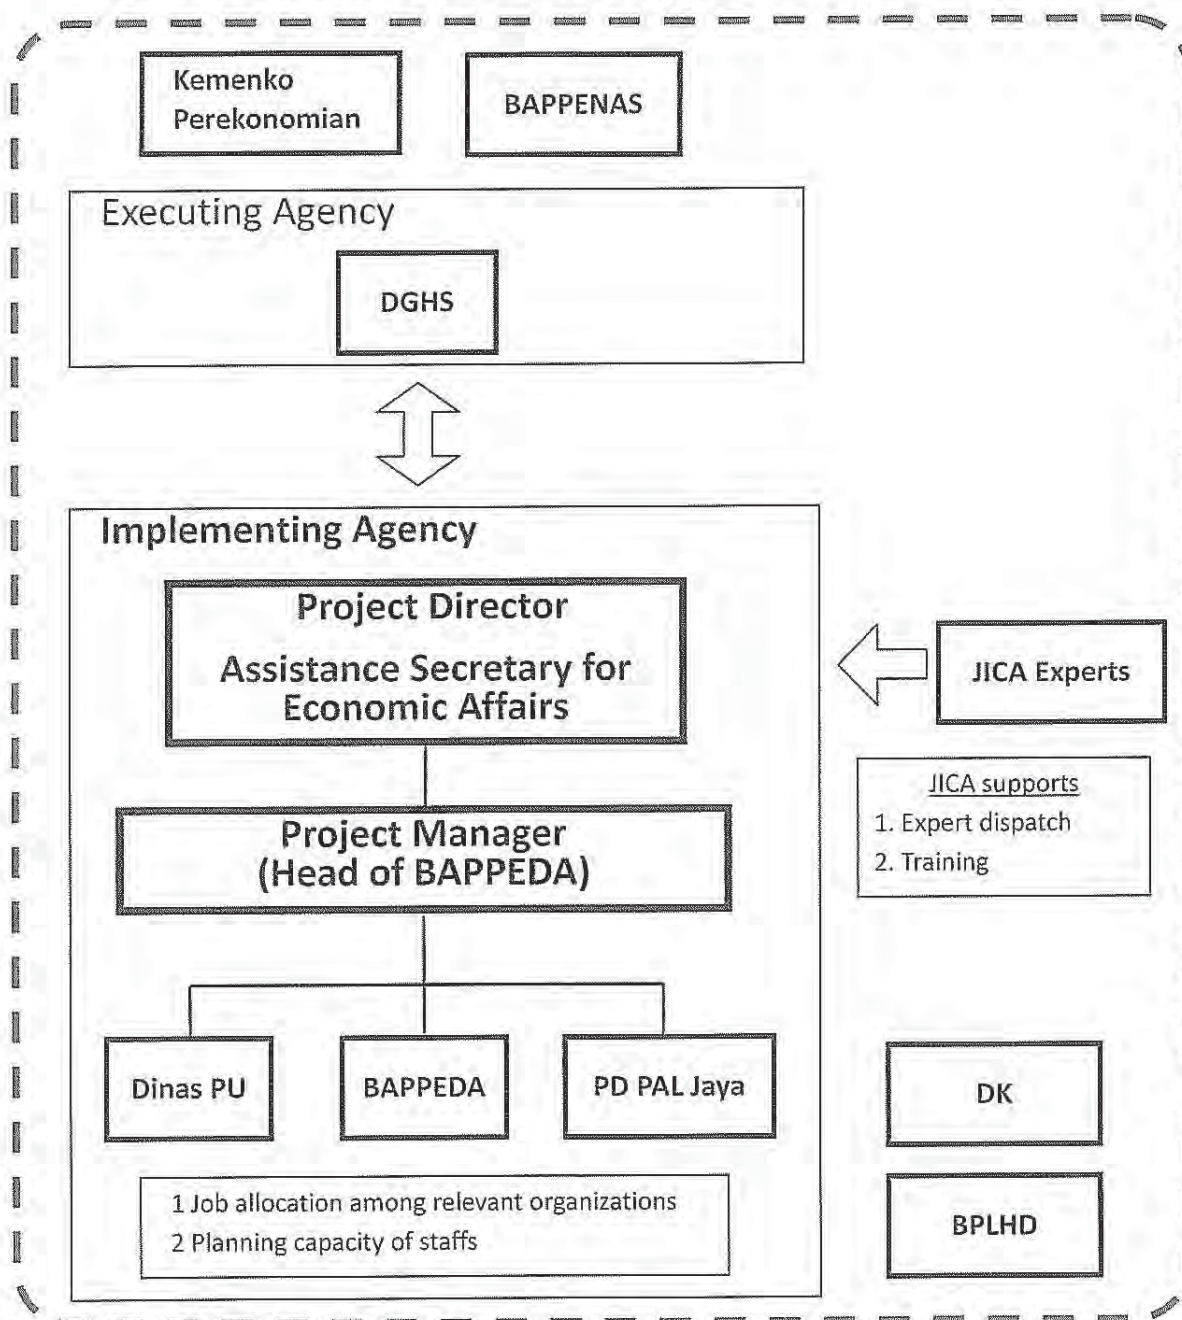 Kemenko
Perekonomian
BAPPENAS
Executing Agency
DGHS
Implementing Agency
Project Director
Assistance Secretary for
Economic Affairs
JICA Experts
JICA supports
1. Expert dispatch
2. Training
Project Manager
(Head of BAPPEDA)
Dinas PU
BAPPEDA
PD PAL Jaya
DK
BPLHD
1 Job allocation among relevant organizations
2 Planning capacity of staffs